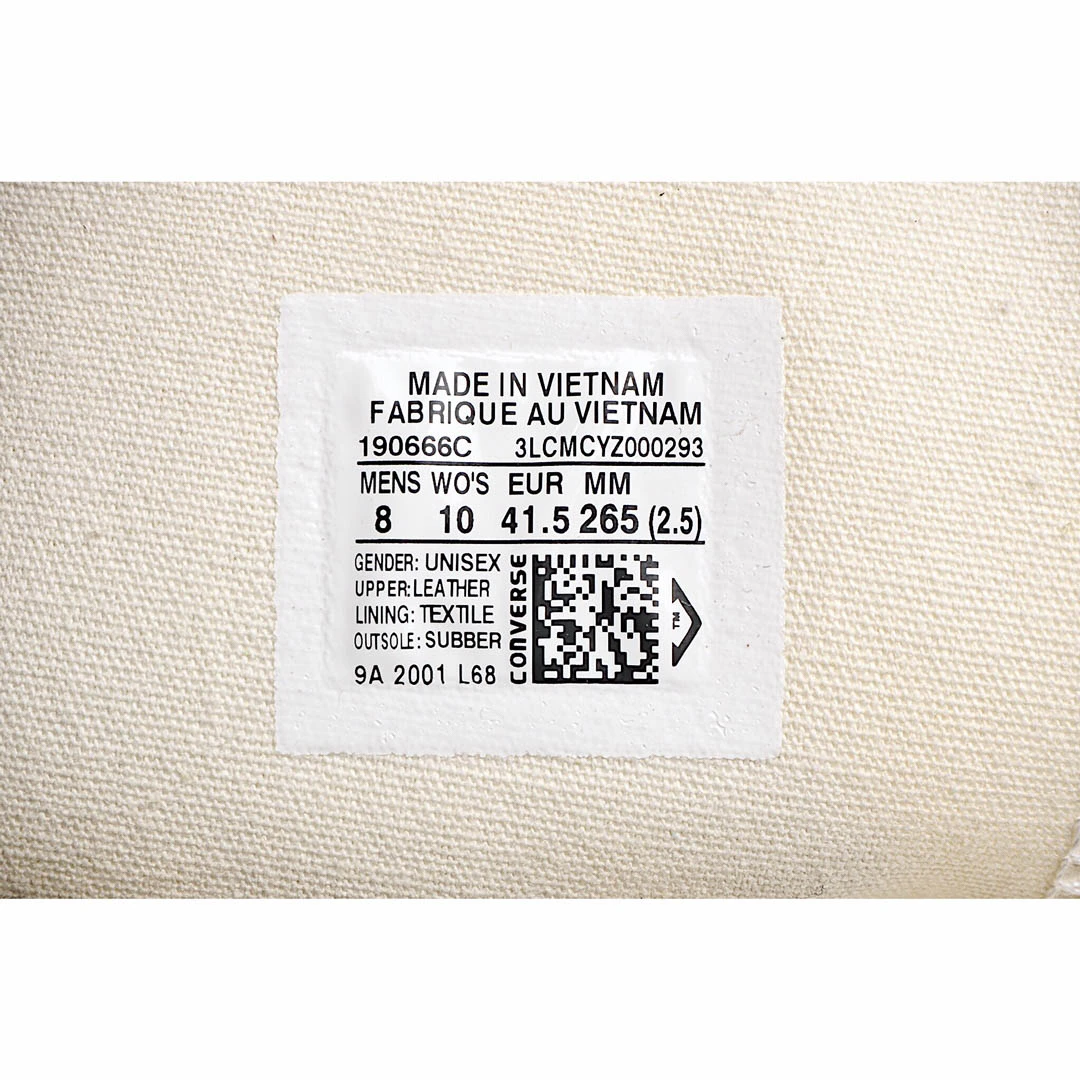 MADE IN VIETNAM
FABRIQUE AU VIETNAM
190666C 3LCMCYZ000293
MENS WO'S EUR MM
8 10 41.5 265 (2.5)
GENDER: UNISEX
UPPER: LEATHER
LINING: TEXTILE
OUTSOLE: SUBBER
9A 2001 L68
CONVERSE
TM